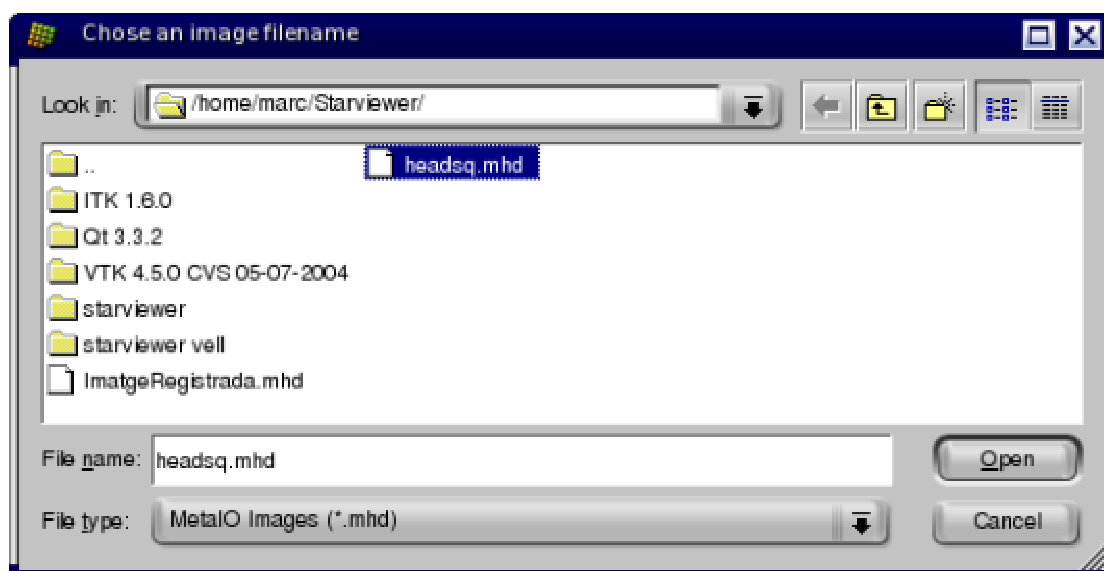 Chose an image filename
Look in: /home/marc/Starviewer/
..
headsq.mhd
ITK 1.6.0
Qt 3.3.2
VTK 4.5.0 CVS 05-07-2004
starviewer
starviewer vell
ImatgeRegistrada.mhd
File name: headsq.mhd
Open
File type: MetaIO Images (*.mhd)
Cancel